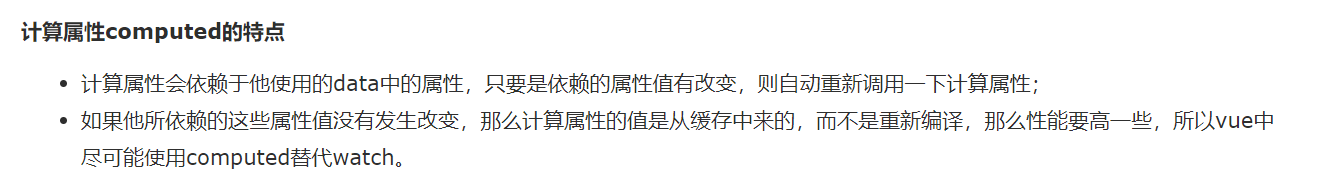 计算属性computed的特点
• 计算属性会依赖于他使用的data中的属性，只要是依赖的属性值有改变，则自动重新调用一下计算属性；
• 如果他所依赖的这些属性值没有发生改变，那么计算属性的值是从缓存中来的，而不是重新编译，那么性能要高一些，所以vue中
尽可能使用computed替代watch。